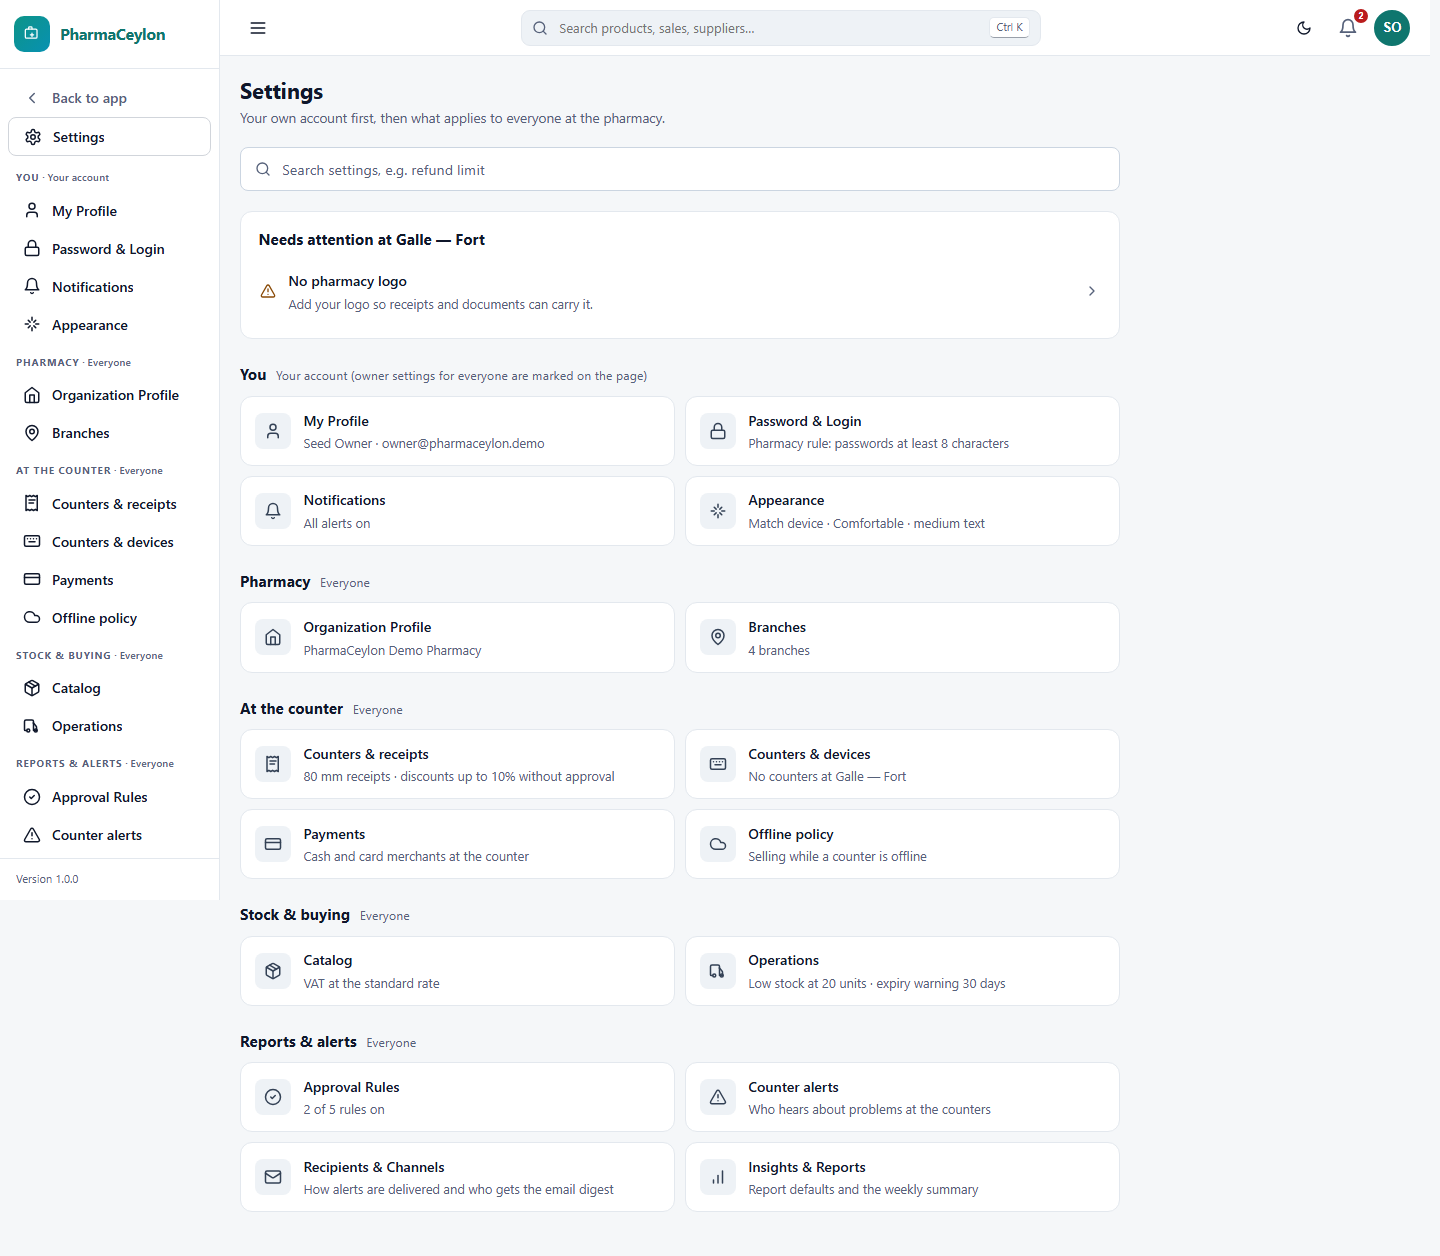 PharmaCeylon
Search products, sales, suppliers...
Ctrl K
2
SO
Back to app
Settings
YOU · Your account
My Profile
Password & Login
Notifications
Appearance
PHARMACY · Everyone
Organization Profile
Branches
AT THE COUNTER · Everyone
Counters & receipts
Counters & devices
Payments
Offline policy
STOCK & BUYING · Everyone
Catalog
Operations
REPORTS & ALERTS · Everyone
Approval Rules
Counter alerts
Version 1.0.0
Settings
Your own account first, then what applies to everyone at the pharmacy.
Search settings, e.g. refund limit
Needs attention at Galle — Fort
No pharmacy logo
Add your logo so receipts and documents can carry it.
You Your account (owner settings for everyone are marked on the page)
My Profile
Seed Owner · owner@pharmaceylon.demo
Password & Login
Pharmacy rule: passwords at least 8 characters
Notifications
All alerts on
Appearance
Match device · Comfortable · medium text
Pharmacy Everyone
Organization Profile
PharmaCeylon Demo Pharmacy
Branches
4 branches
At the counter Everyone
Counters & receipts
80 mm receipts · discounts up to 10% without approval
Counters & devices
No counters at Galle — Fort
Payments
Cash and card merchants at the counter
Offline policy
Selling while a counter is offline
Stock & buying Everyone
Catalog
VAT at the standard rate
Operations
Low stock at 20 units · expiry warning 30 days
Reports & alerts Everyone
Approval Rules
2 of 5 rules on
Counter alerts
Who hears about problems at the counters
Recipients & Channels
How alerts are delivered and who gets the email digest
Insights & Reports
Report defaults and the weekly summary